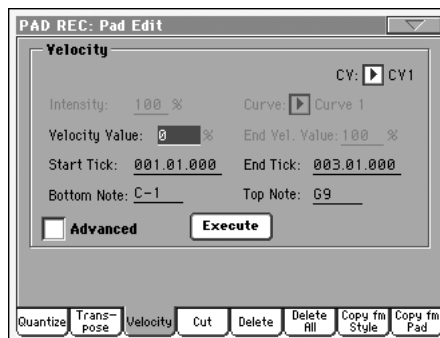 PAD REC: Pad Edit
Velocity
CV: CV1
Intensity: 100 % Curve: Curve 1
Velocity Value: 0 % End Vel. Value: 100 %
Start Tick: 001.01.000 End Tick: 003.01.000
Bottom Note: C-1 Top Note: G9
Advanced Execute
Quantize Trans-pose Velocity Cut Delete Delete All Copy fm Style Copy fm Pad